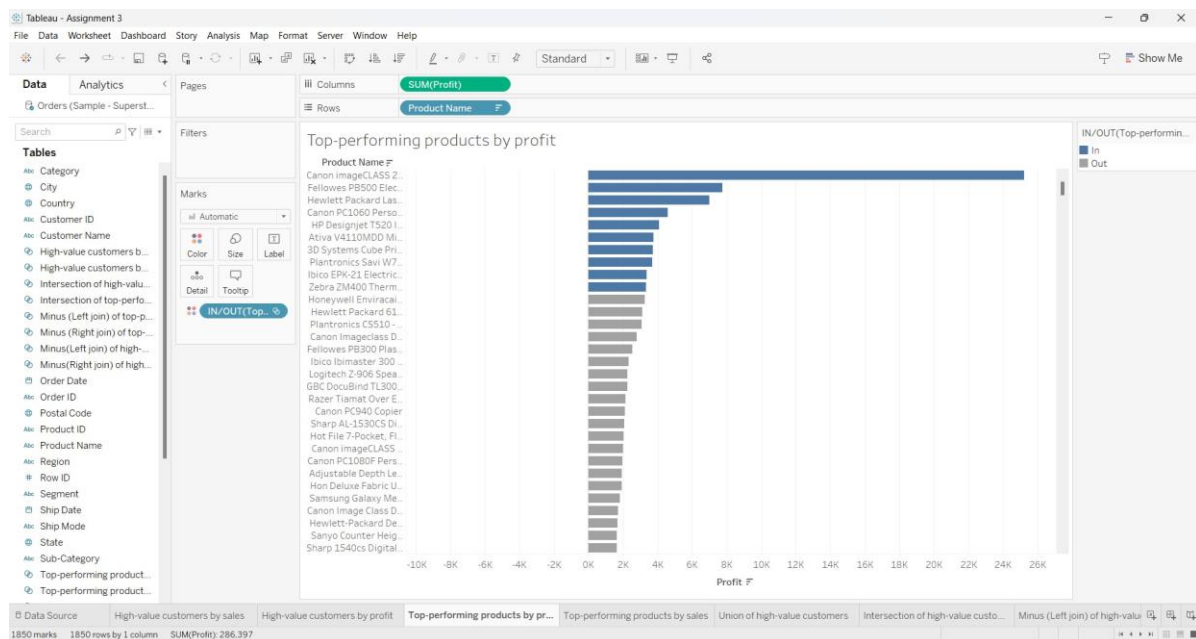 Tableau - Assignment 3
File Data Worksheet Dashboard Story Analysis Map Format Server Window Help
Standard
Show Me
Data Analytics
Orders (Sample - Superst...
Search
Tables
Abc Category
City
Country
Abc Customer ID
Abc Customer Name
High-value customers b...
High-value customers b...
Intersection of high-valu...
Intersection of top-perfo...
Minus (Left join) of top-p...
Minus (Right join) of top-...
Minus(Left join) of high-...
Minus(Right join) of high...
Order Date
Abc Order ID
Postal Code
Abc Product ID
Abc Product Name
Abc Region
# Row ID
Abc Segment
Ship Date
Abc Ship Mode
State
Abc Sub-Category
Top-performing product...
Top-performing product...
Pages
Filters
Marks
Automatic
Color Size Label
Detail Tooltip
IN/OUT(Top..
Columns SUM(Profit)
Rows Product Name
Top-performing products by profit
Product Name
Canon imageCLASS 2..
Fellowes PB500 Elec..
Hewlett Packard Las..
Canon PC1060 Perso..
HP Designjet T520 I..
Ativa V4110MDD Mi..
3D Systems Cube Pri..
Plantronics Savi W7..
Ibico EPK-21 Electric..
Zebra ZM400 Therm..
Honeywell Enviracai..
Hewlett Packard 61..
Plantronics CS510 -..
Canon Imageclass D..
Fellowes PB300 Plas..
Ibico Ibimaster 300 ..
Logitech Z-906 Spea..
GBC DocuBind TL300..
Razer Tiamat Over E..
Canon PC940 Copier
Sharp AL-1530CS Di..
Hot File 7-Pocket, Fl..
Canon imageCLASS ..
Canon PC1080F Pers..
Adjustable Depth Le..
Hon Deluxe Fabric U..
Samsung Galaxy Me..
Canon Image Class D..
Hewlett-Packard De..
Sanyo Counter Heig..
Sharp 1540cs Digital..
-10K -8K -6K -4K -2K 0K 2K 4K 6K 8K 10K 12K 14K 16K 18K 20K 22K 24K 26K
Profit
IN/OUT(Top-performin...
In
Out
Data Source High-value customers by sales High-value customers by profit Top-performing products by pr... Top-performing products by sales Union of high-value customers Intersection of high-value custo... Minus (Left join) of high-valu
1850 marks 1850 rows by 1 column SUM(Profit): 286,397